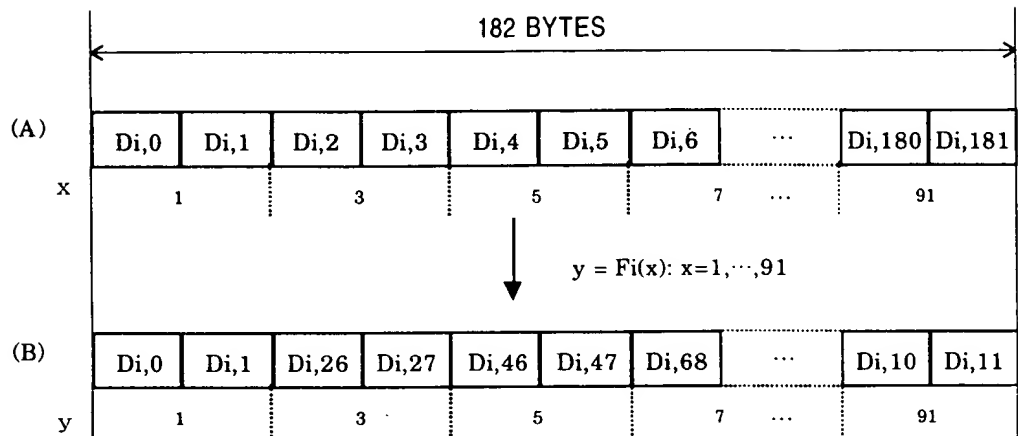 182 BYTES
(A) Di,0 Di,1 Di,2 Di,3 Di,4 Di,5 Di,6 ... Di,180 Di,181
x 1 3 5 7 ... 91
y = Fi(x): x=1,...,91
(B) Di,0 Di,1 Di,26 Di,27 Di,46 Di,47 Di,68 ... Di,10 Di,11
y 1 3 5 7 ... 91